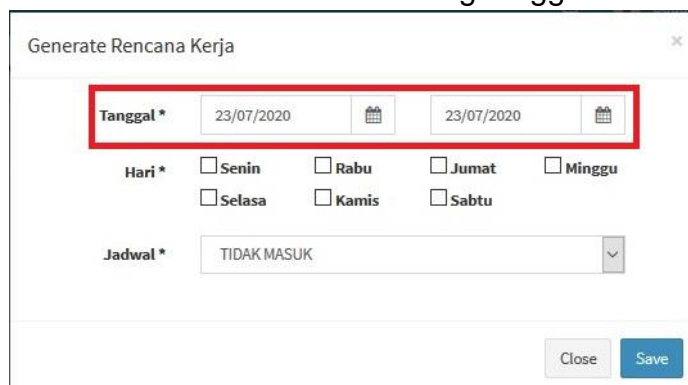 Generate Rencana Kerja ×
Tanggal * 23/07/2020 23/07/2020
Hari * Senin Rabu Jumat Minggu
Selasa Kamis Sabtu
Jadwal * TIDAK MASUK
Close Save